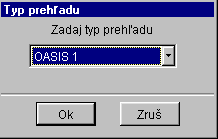 Typ prehľadu
Zadaj typ prehľadu
OASIS 1
Ok
Zruš